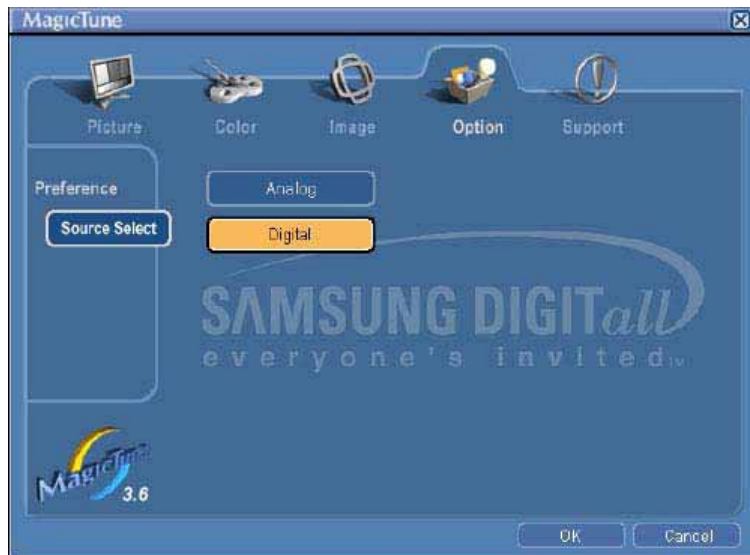 MagicTune
Picture
Color
Image
Option
Support
Preference
Source Select
Analog
Digital
SAMSUNG DIGITall
everyone's invited™
MagicTune
3.6
OK
Cancel